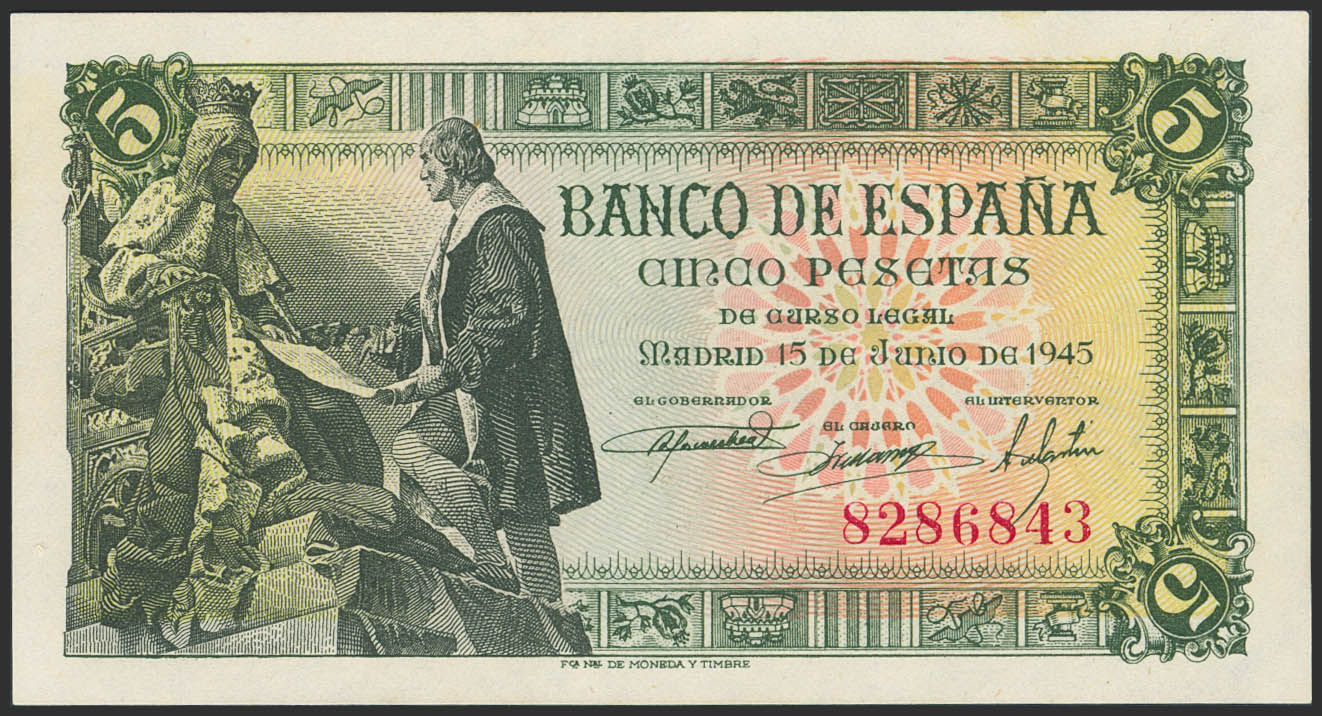 5 5
BANCO DE ESPAÑA
CINCO PESETAS
DE CURSO LEGAL
MADRID 15 DE JUNIO DE 1945
EL GOBERNADOR EL INTERVENTOR
EL CAJERO
8286843
5
FCA NAL DE MONEDA Y TIMBRE